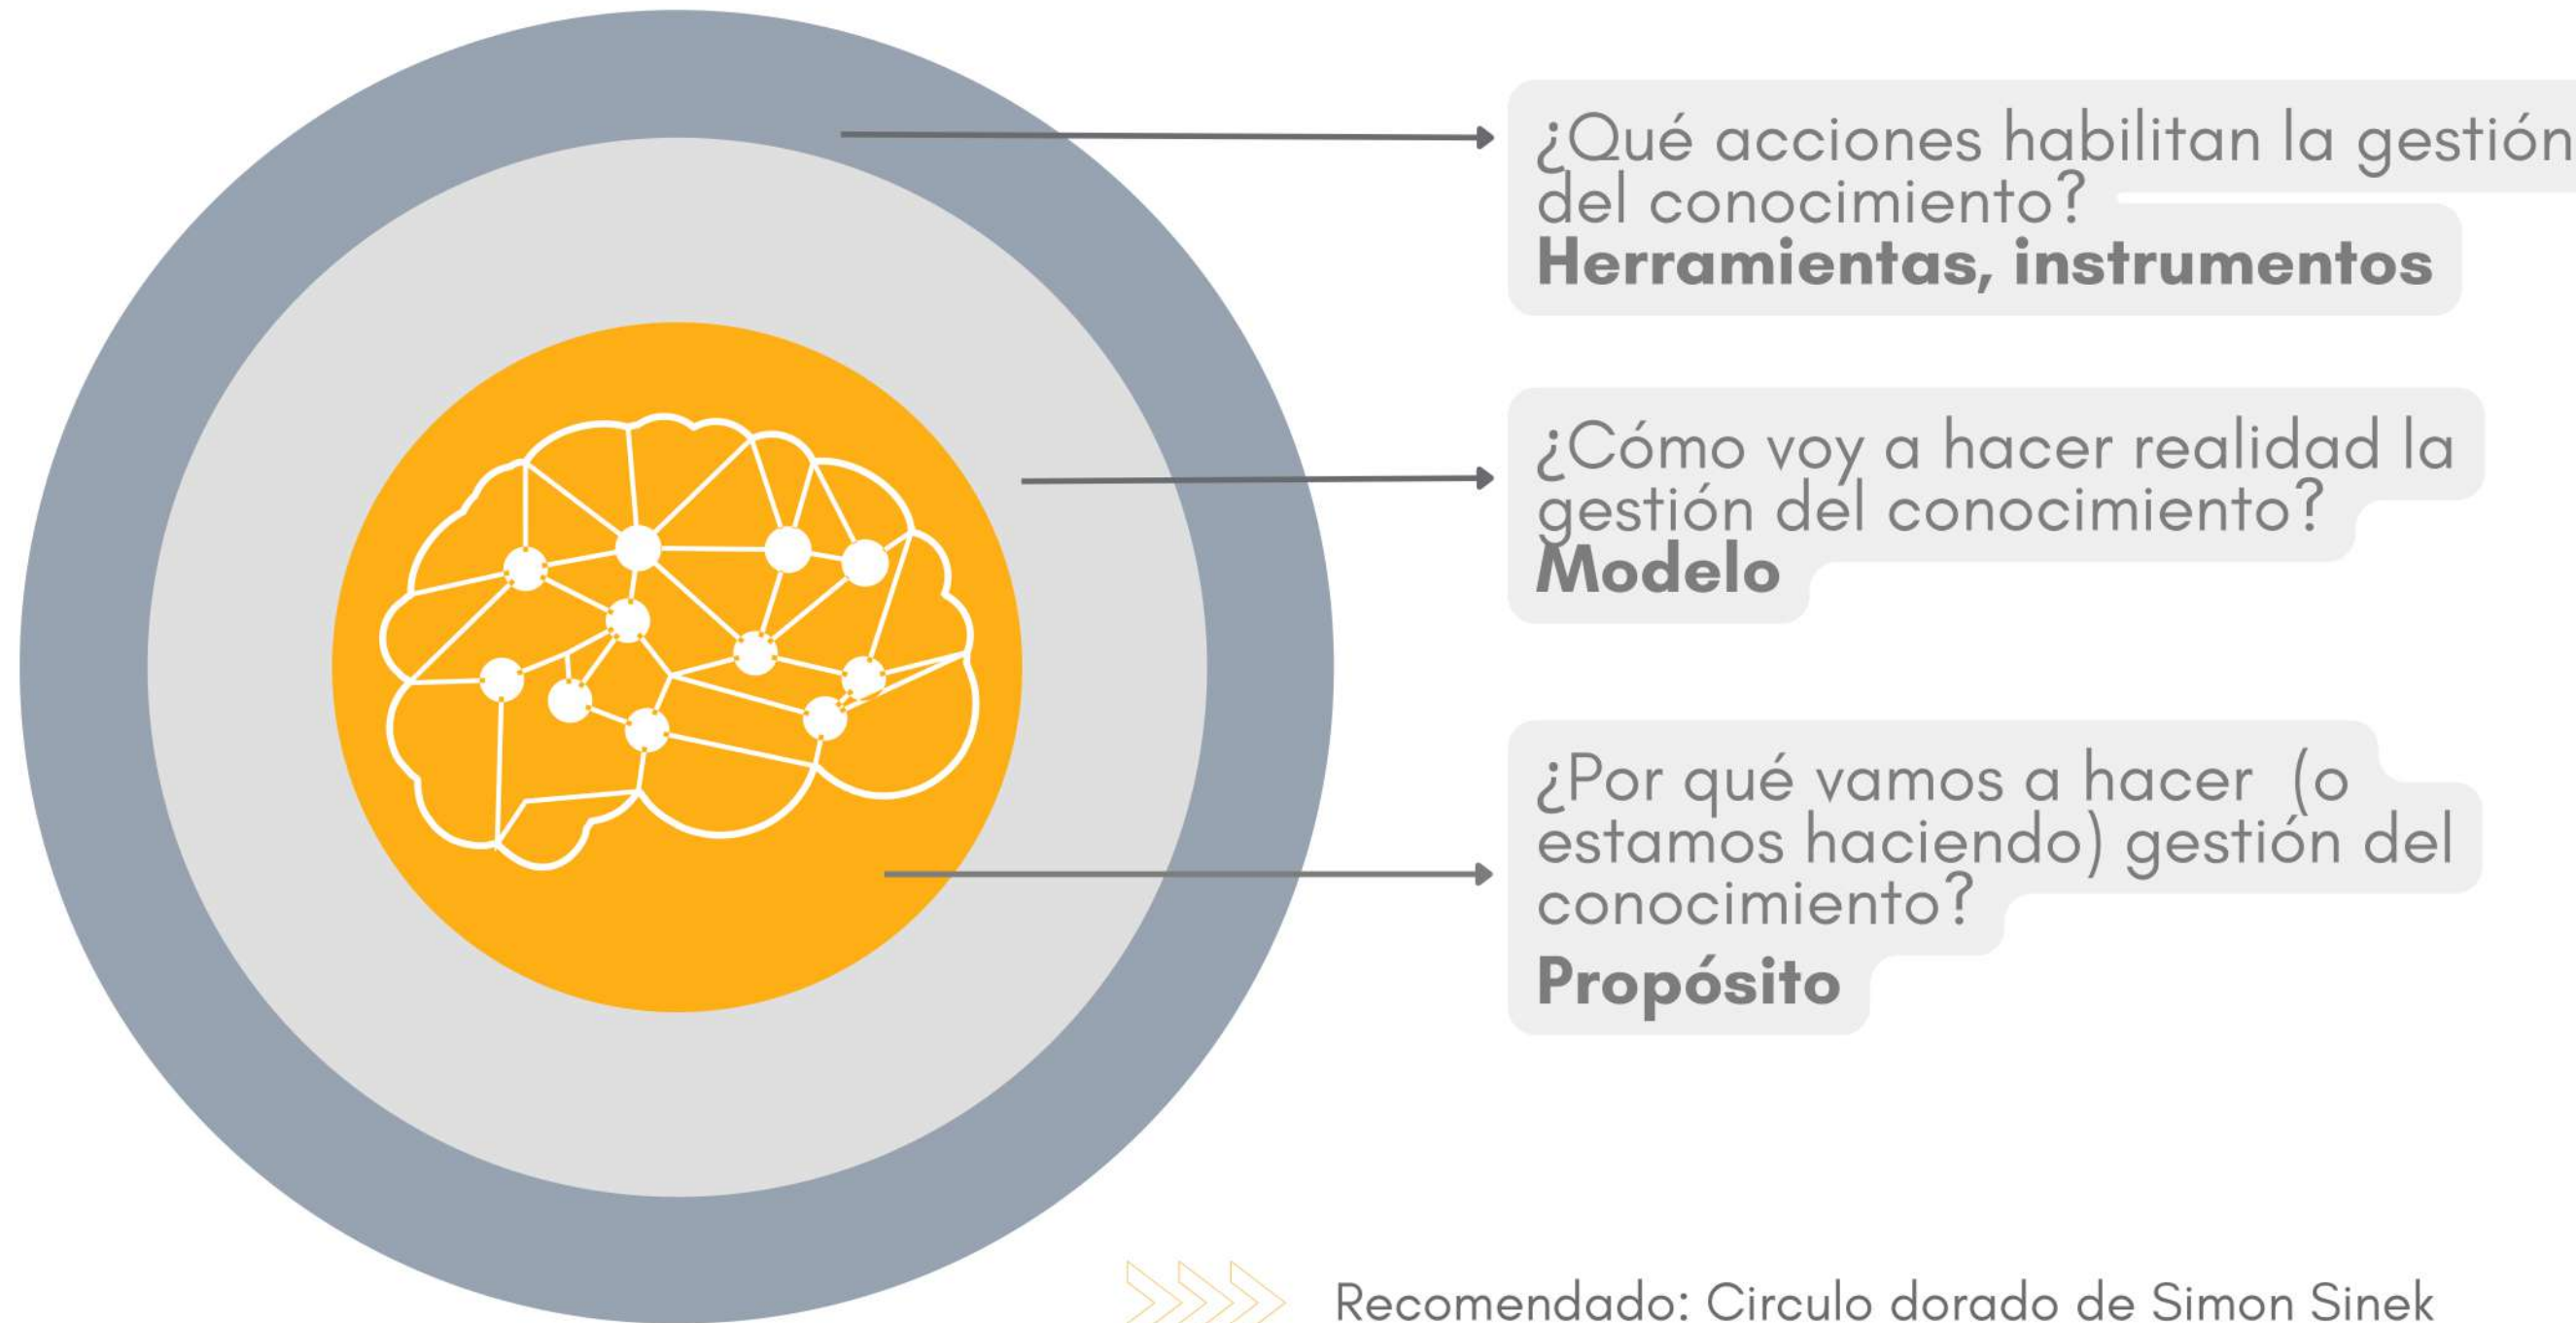 ¿Qué acciones habilitan la gestión
del conocimiento?
Herramientas, instrumentos
¿Cómo voy a hacer realidad la
gestión del conocimiento?
Modelo
¿Por qué vamos a hacer (o
estamos haciendo) gestión del
conocimiento?
Propósito
Recomendado: Circulo dorado de Simon Sinek